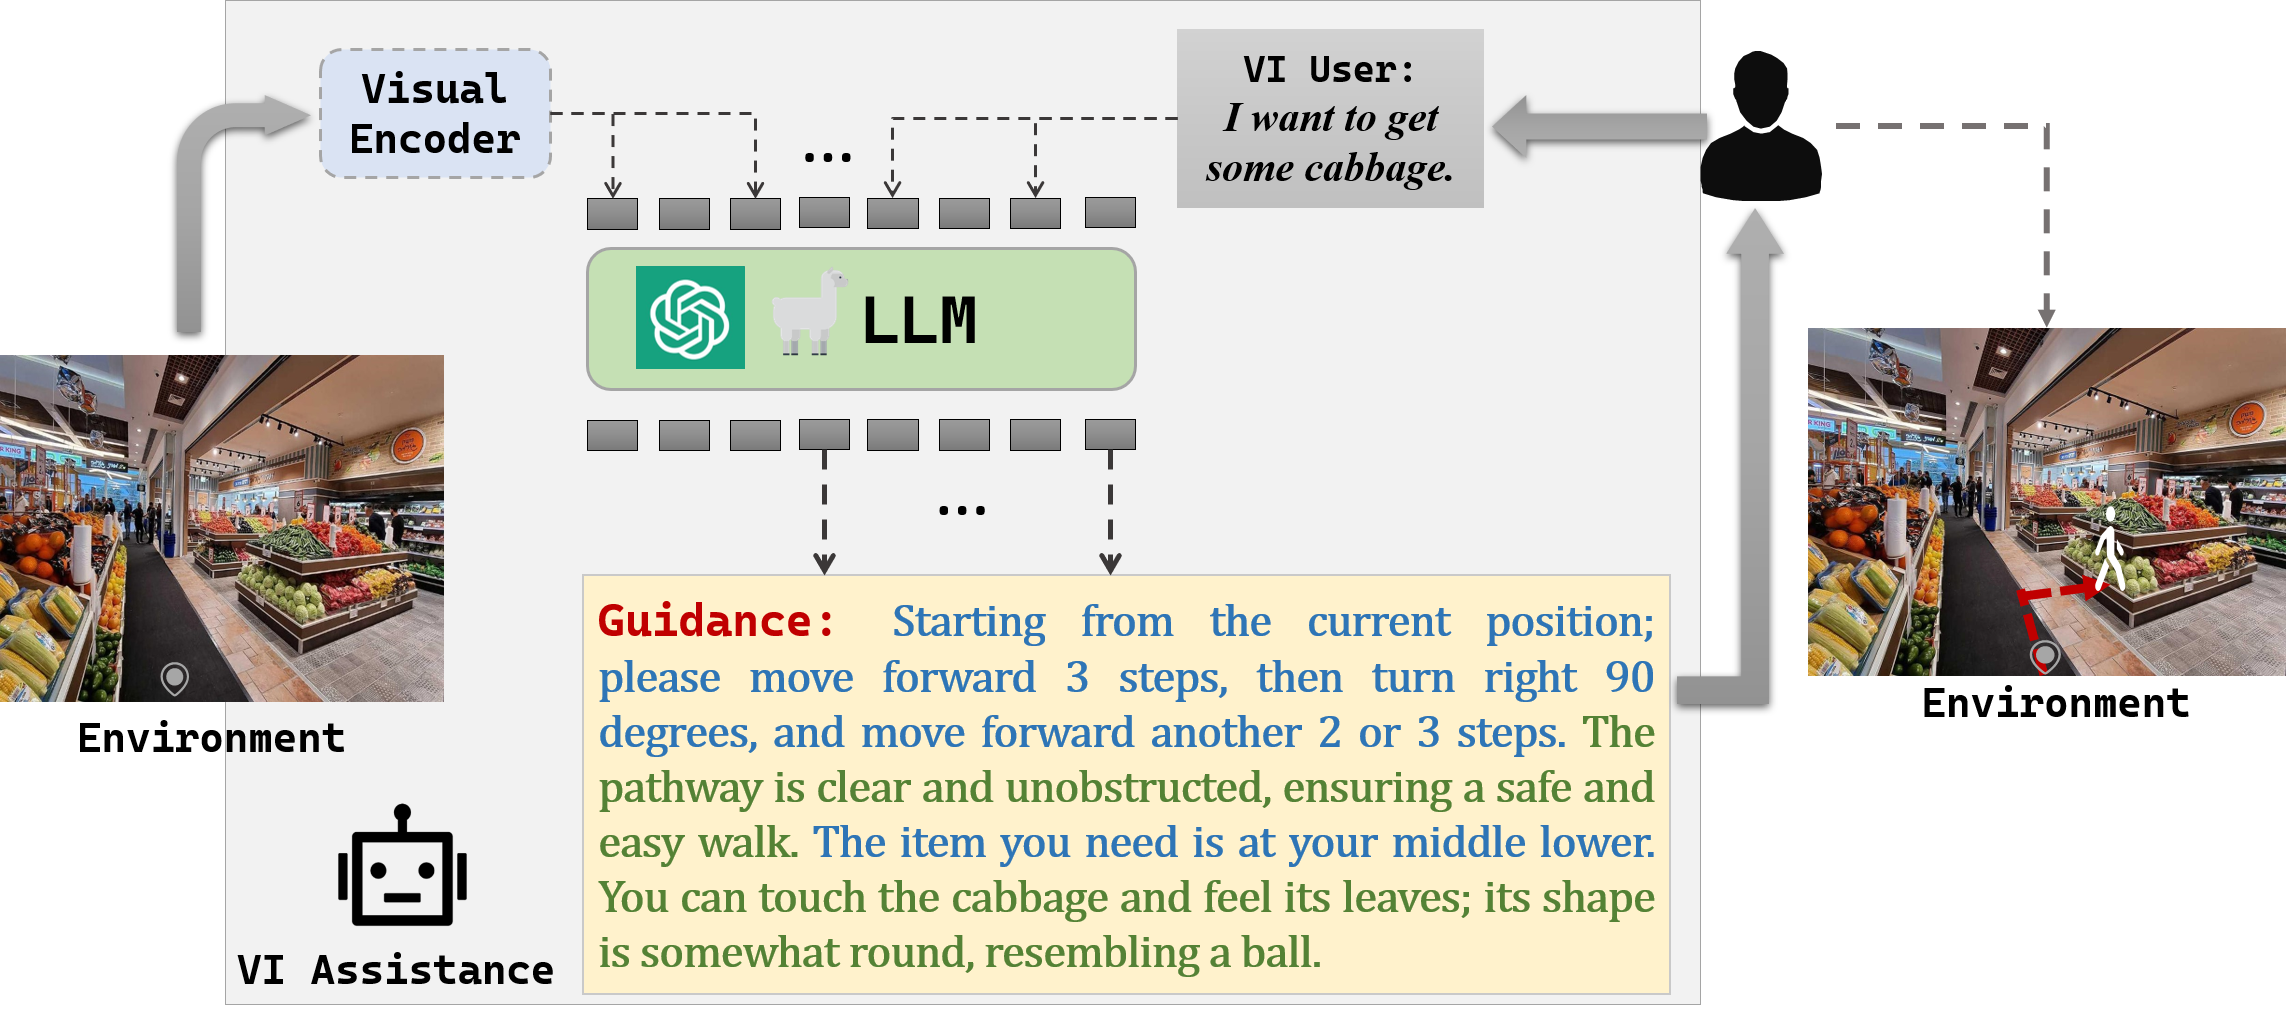 Visual
Encoder
...
VI User:
I want to get
some cabbage.
LLM
...
Guidance: Starting from the current position;
please move forward 3 steps, then turn right 90
degrees, and move forward another 2 or 3 steps. The
pathway is clear and unobstructed, ensuring a safe and
easy walk. The item you need is at your middle lower.
You can touch the cabbage and feel its leaves; its shape
is somewhat round, resembling a ball.
Environment
VI Assistance
Environment